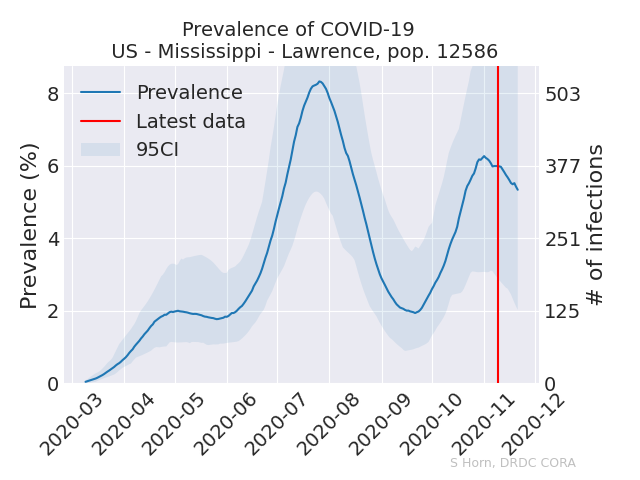 Prevalence of COVID-19
US - Mississippi - Lawrence, pop. 12586
Prevalence
Latest data
95CI
Prevalence (%)
8
6
4
2
0
503
377
251
125
0
# of infections
2020-03
2020-04
2020-05
2020-06
2020-07
2020-08
2020-09
2020-10
2020-11
2020-12
S Horn, DRDC CORA